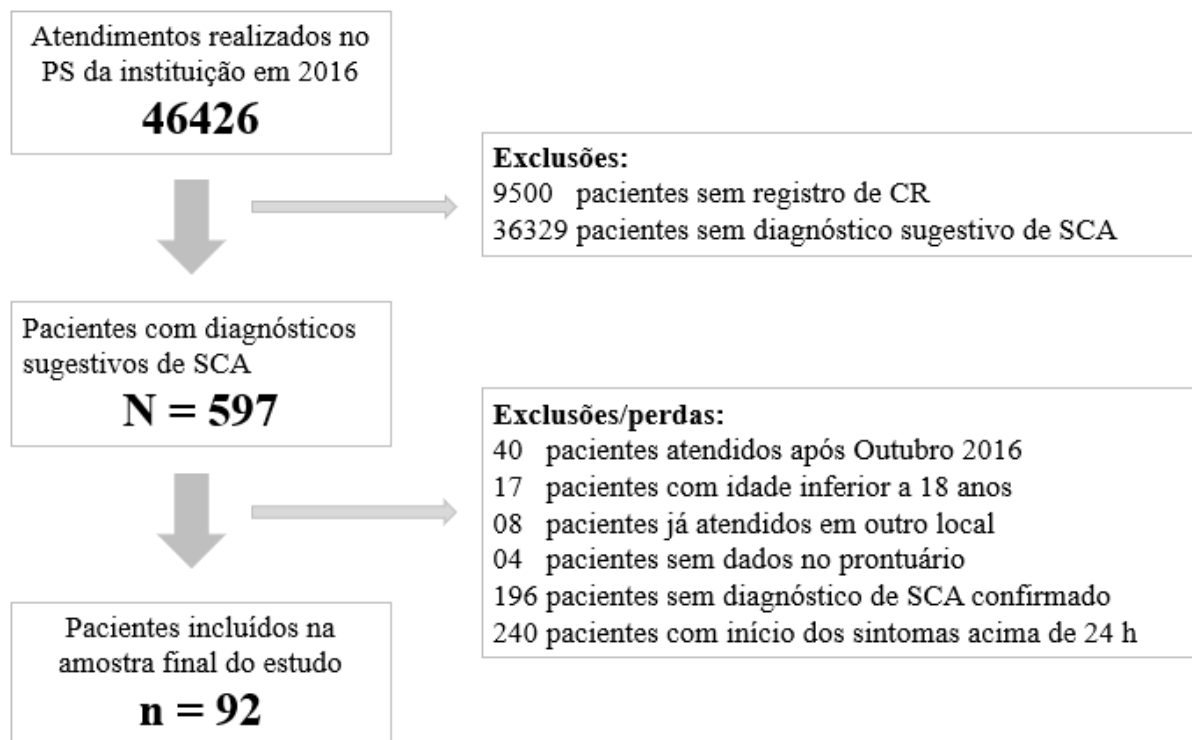 Atendimentos realizados no
PS da instituição em 2016
46426
Exclusões:
9500 pacientes sem registro de CR
36329 pacientes sem diagnóstico sugestivo de SCA
Pacientes com diagnósticos
sugestivos de SCA
N = 597
Exclusões/perdas:
40 pacientes atendidos após Outubro 2016
17 pacientes com idade inferior a 18 anos
08 pacientes já atendidos em outro local
04 pacientes sem dados no prontuário
196 pacientes sem diagnóstico de SCA confirmado
240 pacientes com início dos sintomas acima de 24 h
Pacientes incluídos na
amostra final do estudo
n = 92